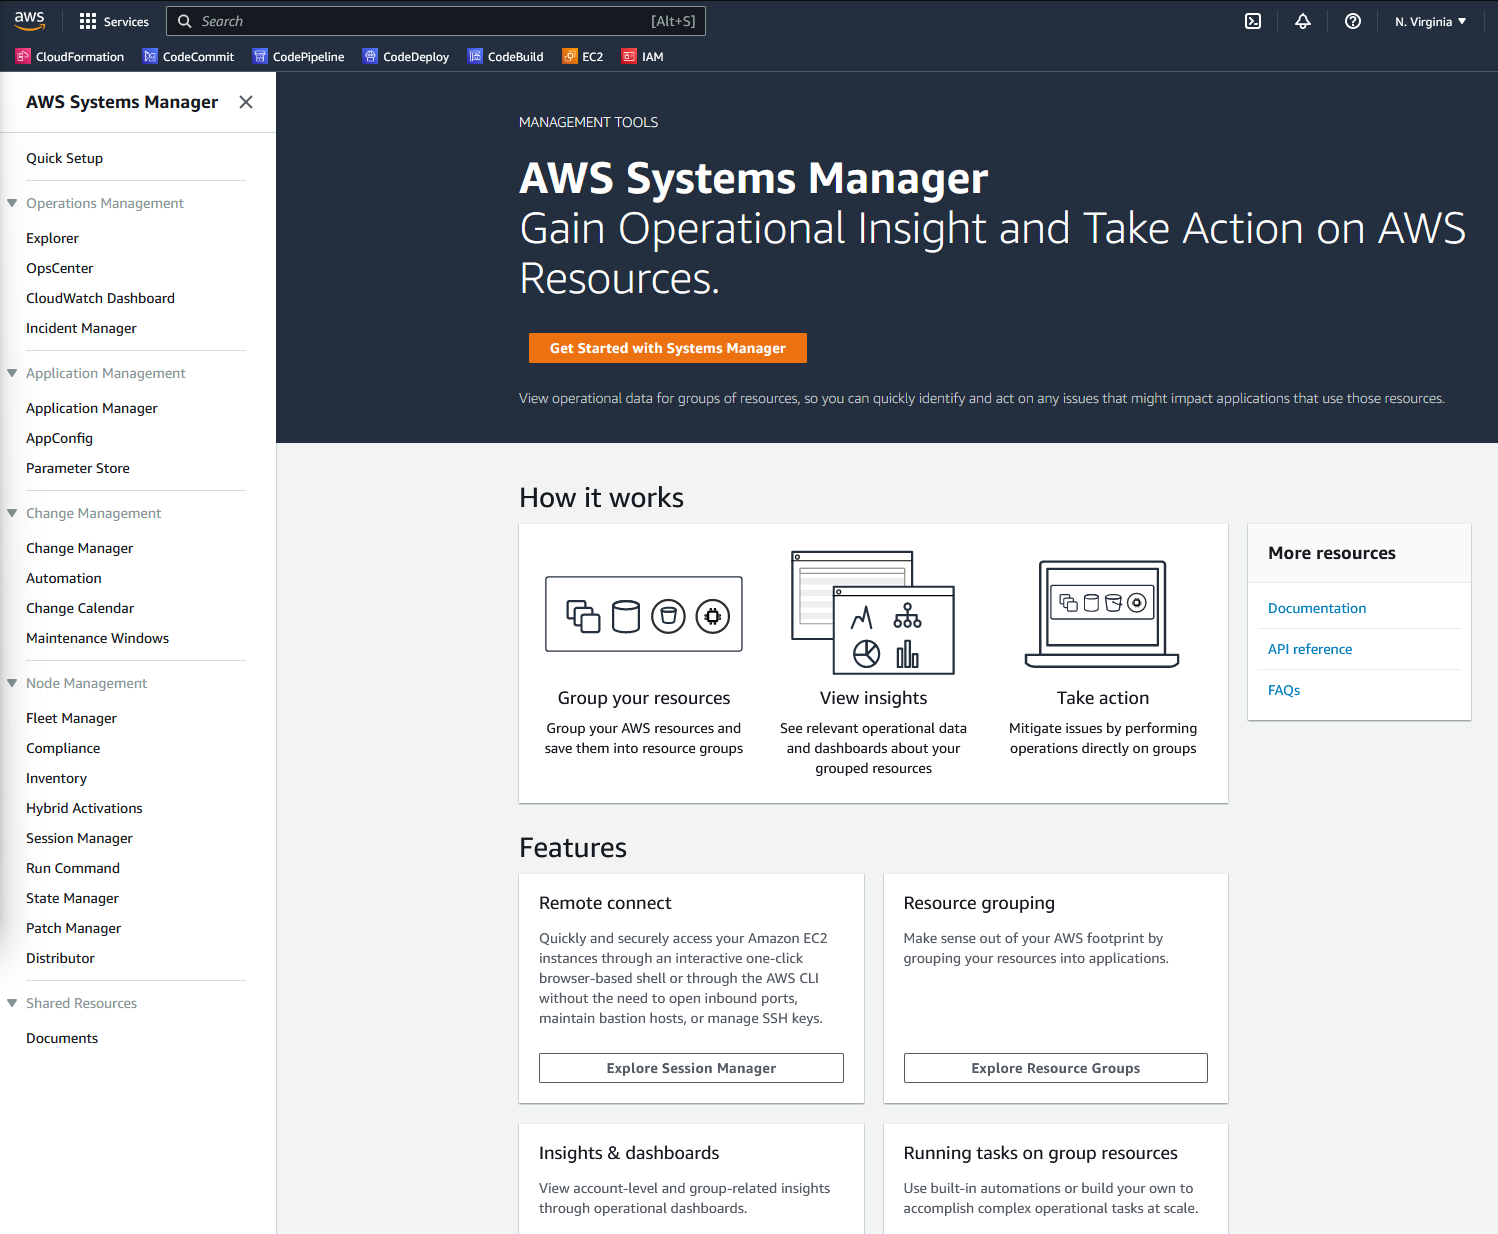 aws
Services
Search
[Alt+S]
N. Virginia
CloudFormation
CodeCommit
CodePipeline
CodeDeploy
CodeBuild
EC2
IAM
AWS Systems Manager
Quick Setup
Operations Management
Explorer
OpsCenter
CloudWatch Dashboard
Incident Manager
Application Management
Application Manager
AppConfig
Parameter Store
Change Management
Change Manager
Automation
Change Calendar
Maintenance Windows
Node Management
Fleet Manager
Compliance
Inventory
Hybrid Activations
Session Manager
Run Command
State Manager
Patch Manager
Distributor
Shared Resources
Documents
MANAGEMENT TOOLS
AWS Systems Manager
Gain Operational Insight and Take Action on AWS
Resources.
Get Started with Systems Manager
View operational data for groups of resources, so you can quickly identify and act on any issues that might impact applications that use those resources.
How it works
Group your resources
Group your AWS resources and
save them into resource groups
View insights
See relevant operational data
and dashboards about your
grouped resources
Take action
Mitigate issues by performing
operations directly on groups
More resources
Documentation
API reference
FAQs
Features
Remote connect
Quickly and securely access your Amazon EC2
instances through an interactive one-click
browser-based shell or through the AWS CLI
without the need to open inbound ports,
maintain bastion hosts, or manage SSH keys.
Explore Session Manager
Resource grouping
Make sense out of your AWS footprint by
grouping your resources into applications.
Explore Resource Groups
Insights & dashboards
View account-level and group-related insights
through operational dashboards.
Running tasks on group resources
Use built-in automations or build your own to
accomplish complex operational tasks at scale.